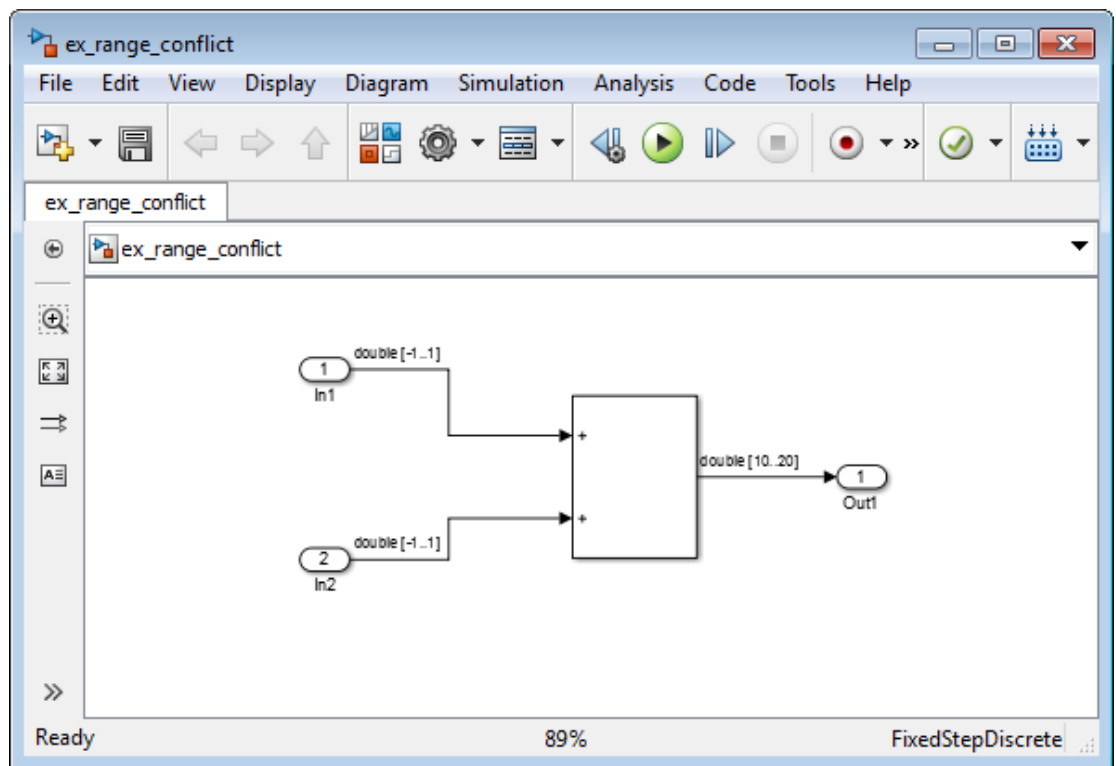 ex_range_conflict
File Edit View Display Diagram Simulation Analysis Code Tools Help
ex_range_conflict
ex_range_conflict
double [-1..1]
1
In1
+
double [10..20]
1
Out1
+
double [-1..1]
2
In2
Ready 89% FixedStepDiscrete